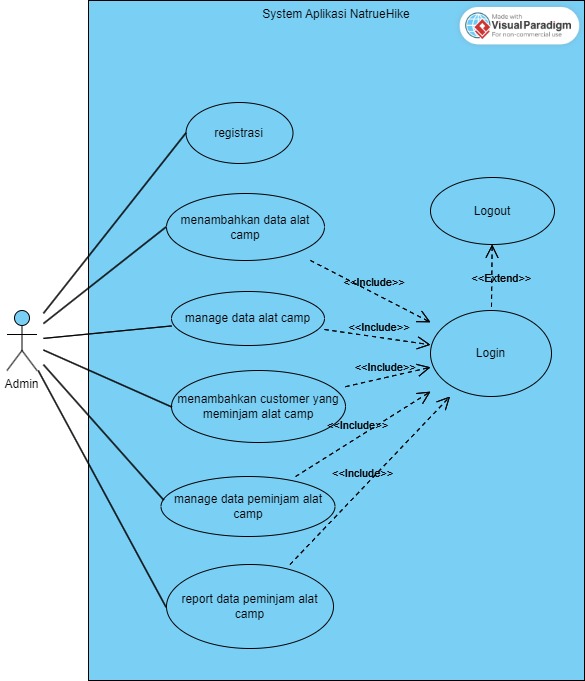 System Aplikasi NatrueHike
Made with
Visual Paradigm
For non-commercial use
registrasi
menambahkan data alat
camp
Logout
<<Include>>
<<Extend>>
manage data alat camp
<<Include>>
Login
<<Include>>
Admin
menambahkan customer yang
meminjam alat camp
<<Include>>
<<Include>>
manage data peminjam alat
camp
report data peminjam alat
camp